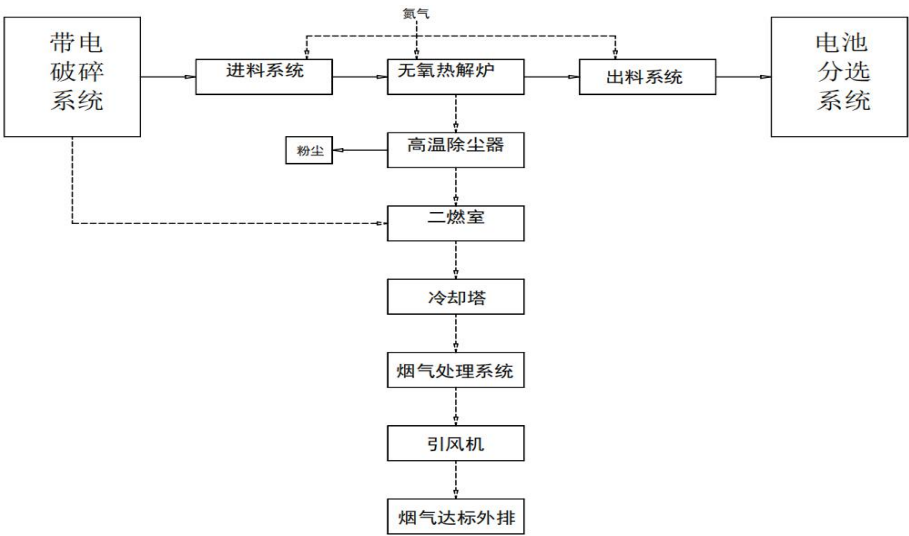 氮气
带电
破碎
系统
进料系统
无氧热解炉
出料系统
电池
分选
系统
粉尘
高温除尘器
二燃室
冷却塔
烟气处理系统
引风机
烟气达标外排